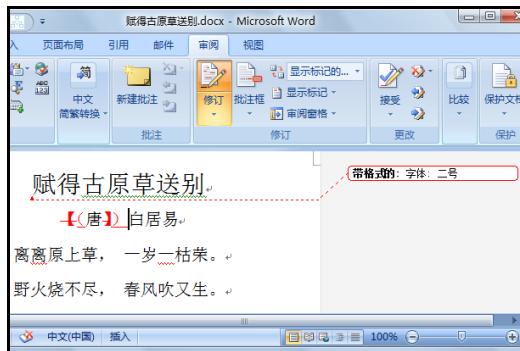 赋得古原草送别.docx - Microsoft Word
入 页面布局 引用 邮件 审阅 视图
简 中文 简繁转换
ABC 123
新建批注
批注
修订
批注框
显示标记的...
显示标记
审阅窗格
修订
接受
更改
比较
保护文档
保护
赋得古原草送别
带格式的: 字体: 二号
【(唐】) 白居易
离离原上草， 一岁一枯荣。
野火烧不尽， 春风吹又生。
中文(中国) 插入 100%